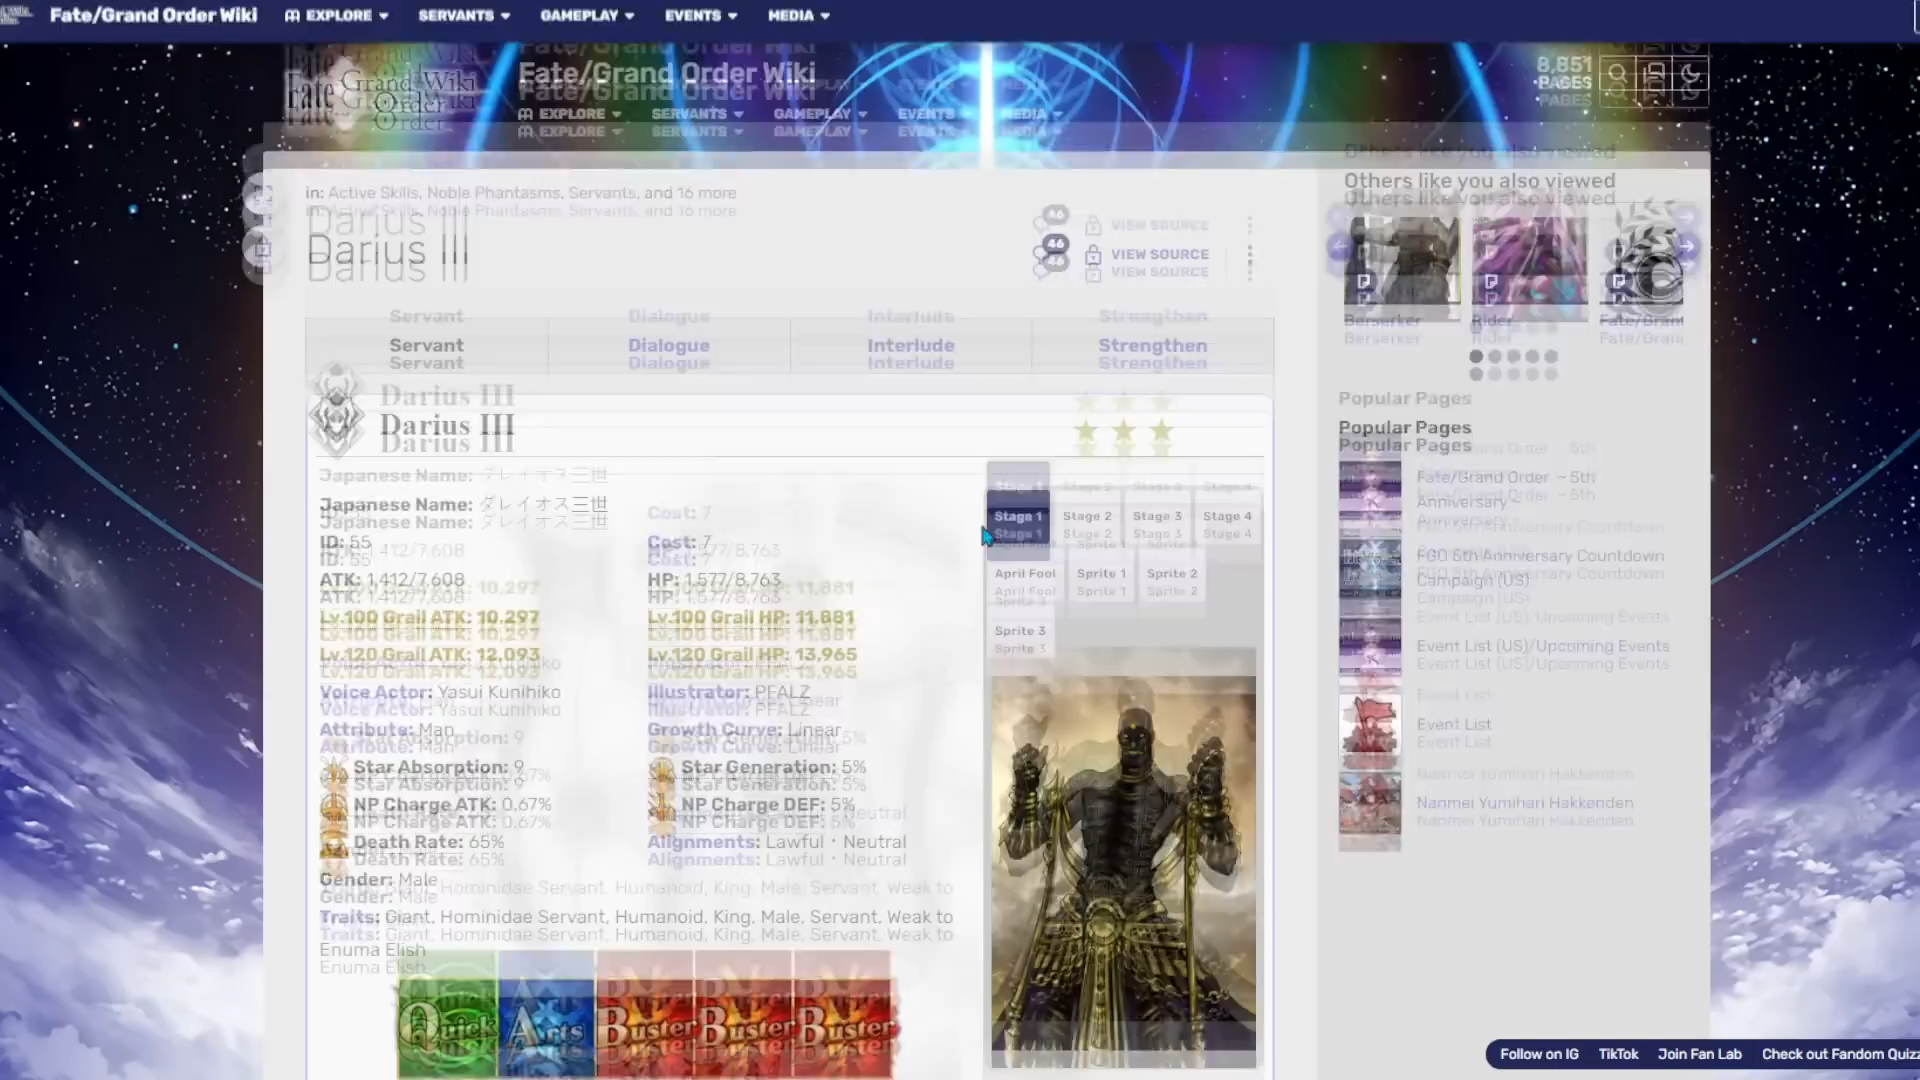 Fate/Grand Order Wiki
EXPLORE
SERVANTS
GAMEPLAY
EVENTS
MEDIA
Fate Grand Order Wiki
Fate/Grand Order Wiki
EXPLORE
SERVANTS
GAMEPLAY
EVENTS
MEDIA
8,851
PAGES
in: Active Skills, Noble Phantasms, Servants, and 16 more
Darius III
46
VIEW SOURCE
Servant
Dialogue
Interlude
Strengthen
Darius III
Japanese Name: ダレイオス三世
ID: 55
Cost: 7
ATK: 1,412/7,608
HP: 1,577/8,763
Lv.100 Grail ATK: 10,297
Lv.100 Grail HP: 11,881
Lv.120 Grail ATK: 12,093
Lv.120 Grail HP: 13,965
Voice Actor: Yasui Kunihiko
Illustrator: PFALZ
Attribute: Man
Growth Curve: Linear
Star Absorption: 9
Star Generation: 5%
NP Charge ATK: 0.67%
NP Charge DEF: 5%
Death Rate: 65%
Alignments: Lawful・Neutral
Gender: Male
Traits: Giant, Hominidae Servant, Humanoid, King, Male, Servant, Weak to
Enuma Elish
Quick
Arts
Buster
Buster
Buster
Stage 1
Stage 2
Stage 3
Stage 4
April Fool
Sprite 1
Sprite 2
Sprite 3
Others like you also viewed
Berserker
Rider
Fate/Grand
Popular Pages
Fate/Grand Order ~5th
Anniversary~
FGO 5th Anniversary Countdown
Campaign (US)
Event List (US)/Upcoming Events
Event List
Nanmei Yumihari Hakkenden
Follow on IG
TikTok
Join Fan Lab
Check out Fandom Quizz